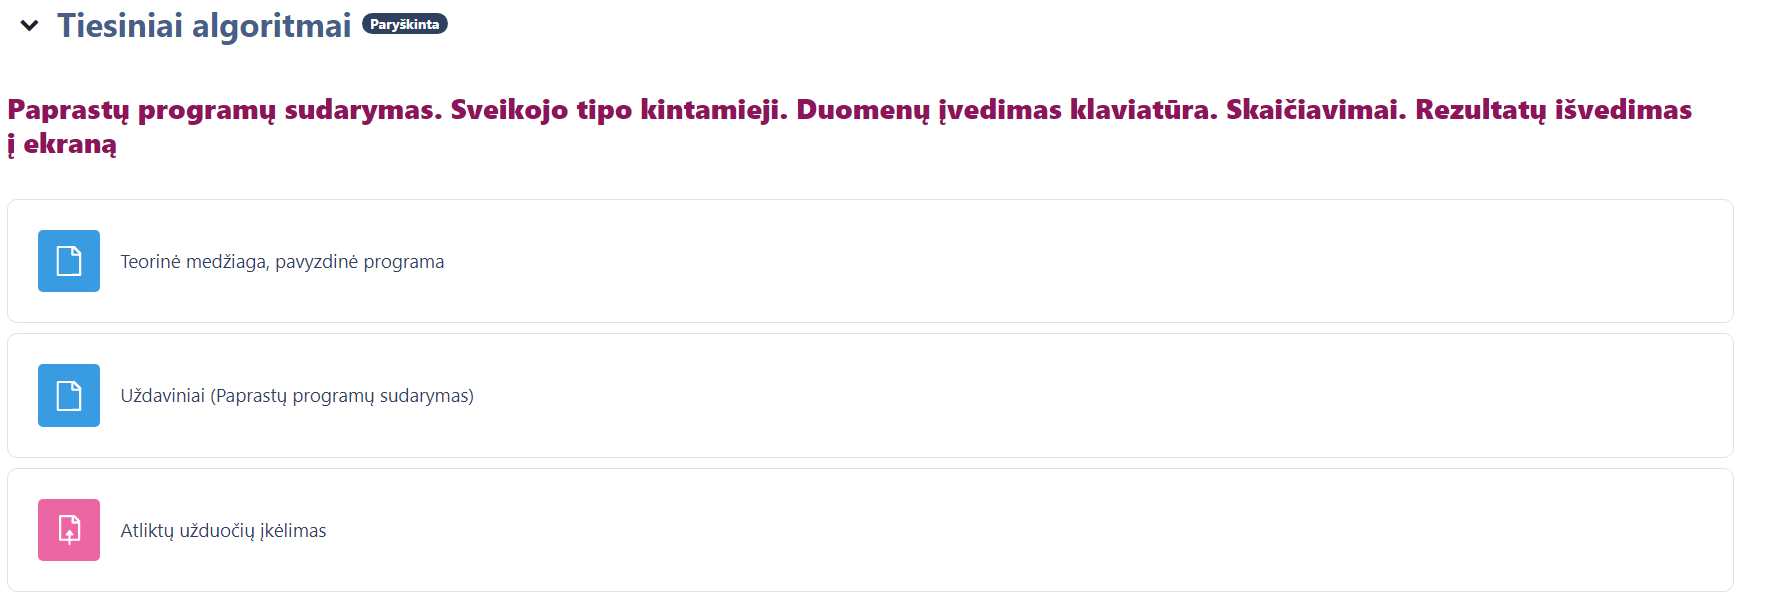 Tiesiniai algoritmai Paryškinta
Paprastų programų sudarymas. Sveikojo tipo kintamieji. Duomenų įvedimas klaviatūra. Skaičiavimai. Rezultatų išvedimas
į ekraną
Teorinė medžiaga, pavyzdinė programa
Uždaviniai (Paprastų programų sudarymas)
Atliktų užduočių įkėlimas